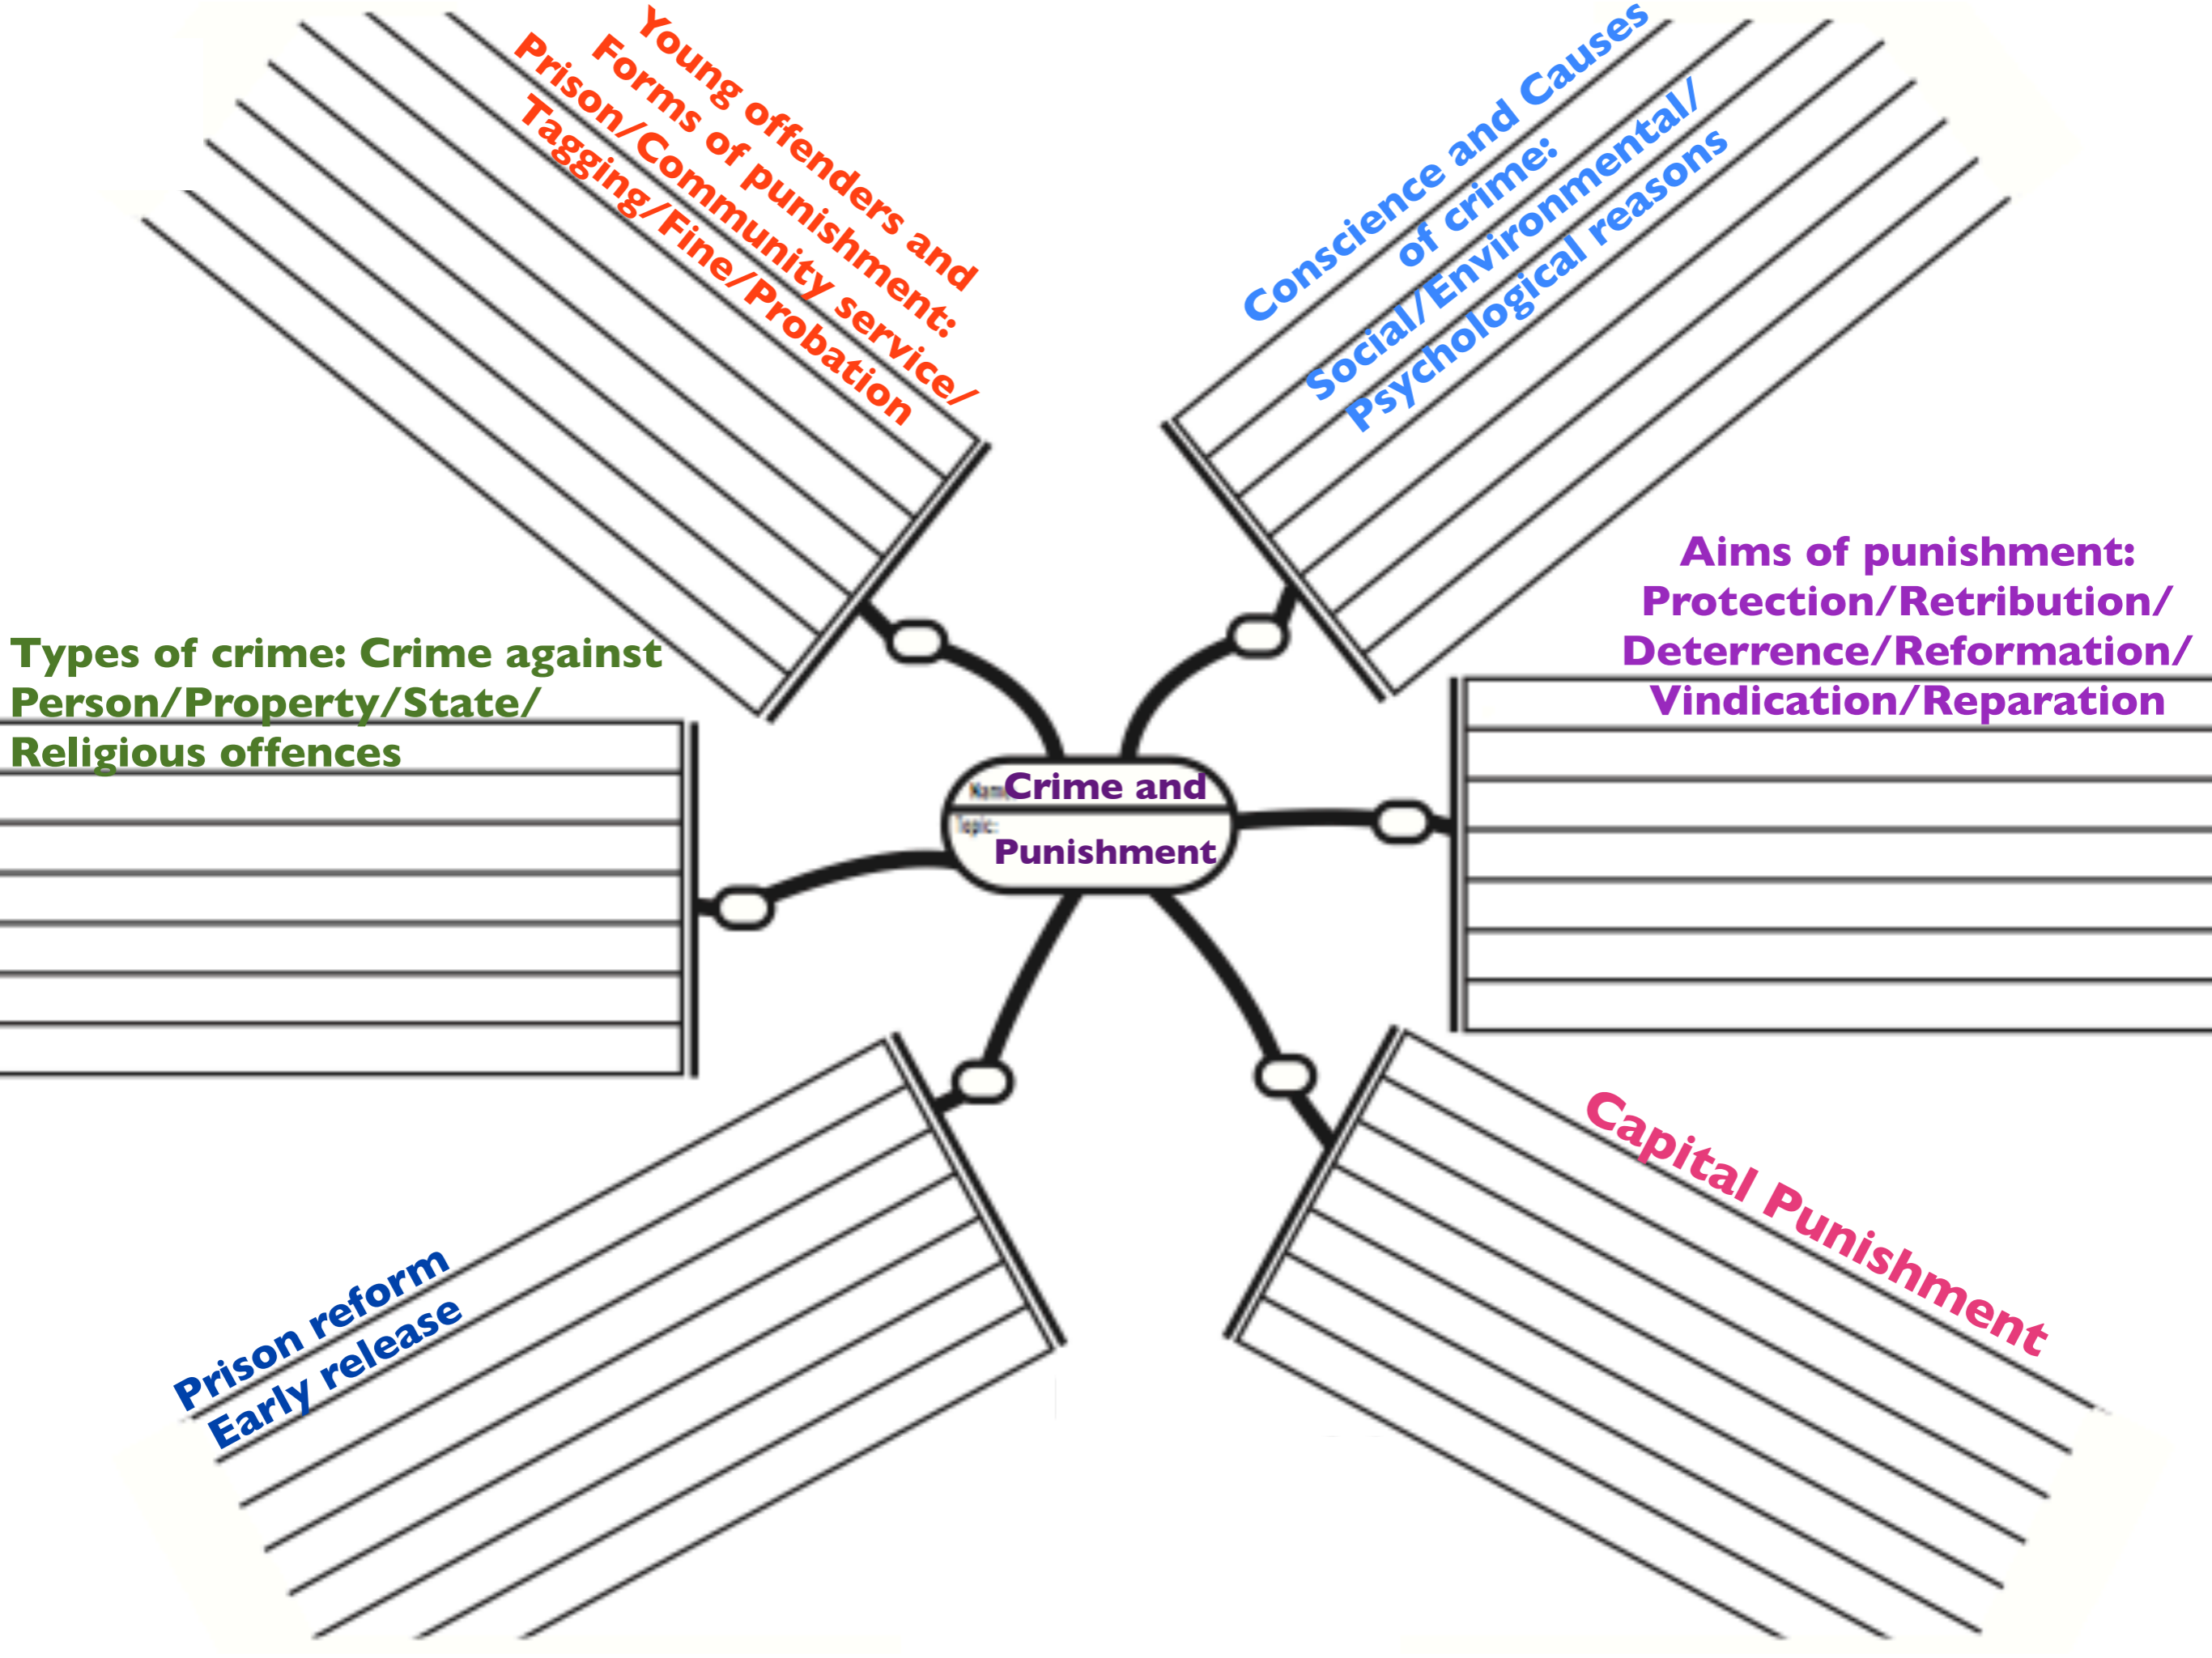 Young offenders and
Forms of punishment:
Prison/Community service/
Tagging/Fine/Probation
Conscience and Causes
of crime:
Social/Environmental/
Psychological reasons
Aims of punishment:
Protection/Retribution/
Deterrence/Reformation/
Vindication/Reparation
Types of crime: Crime against
Person/Property/State/
Religious offences
Crime and
Topic:
Punishment
Capital Punishment
Prison reform
Early release